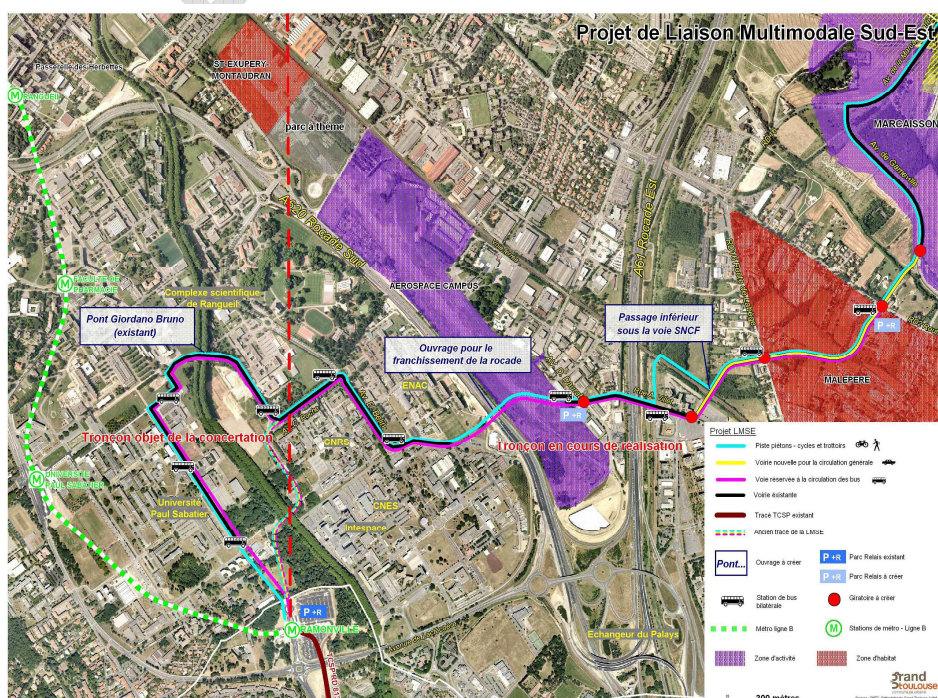 Projet de Liaison Multimodale Sud-Est
Passerelle des Herbettes
ST-EXUPERY-
MONTAUDRAN
M RANGUEIL
parc à thème
MARCAISSONNE
Av. de Gameville
A620 Rocade Sud
A61 Rocade Est
M FACULTE DE
PHARMACIE
Complexe scientifique
de Rangueil
AEROSPACE CAMPUS
Pont Giordano Bruno
(existant)
Ouvrage pour le
franchissement de la rocade
Passage inférieur
sous la voie SNCF
P +R
MALEPERE
ENAC
Av. E. Belin
P +R
CNRS
Tronçon objet de la concertation
Tronçon en cours de réalisation
M UNIVERSITE
PAUL SABATIER
Université
Paul Sabatier
CNES
Intespace
P +R
M RAMONVILLE
Echangeur du Palays
Projet LMSE
Piste piétons - cycles et trottoirs
Voirie nouvelle pour la circulation générale
Voie réservée à la circulation des bus
Voirie éxistante
Tracé TCSP existant
Ancien tracé de la LMSE
Pont... Ouvrage à créer
P +R Parc Relais existant
P +R Parc Relais à créer
Station de bus
bilatérale
Giratoire à créer
Métro ligne B
M Stations de métro - Ligne B
Zone d'activité
Zone d'habitat
200 mètres
Grand
Toulouse